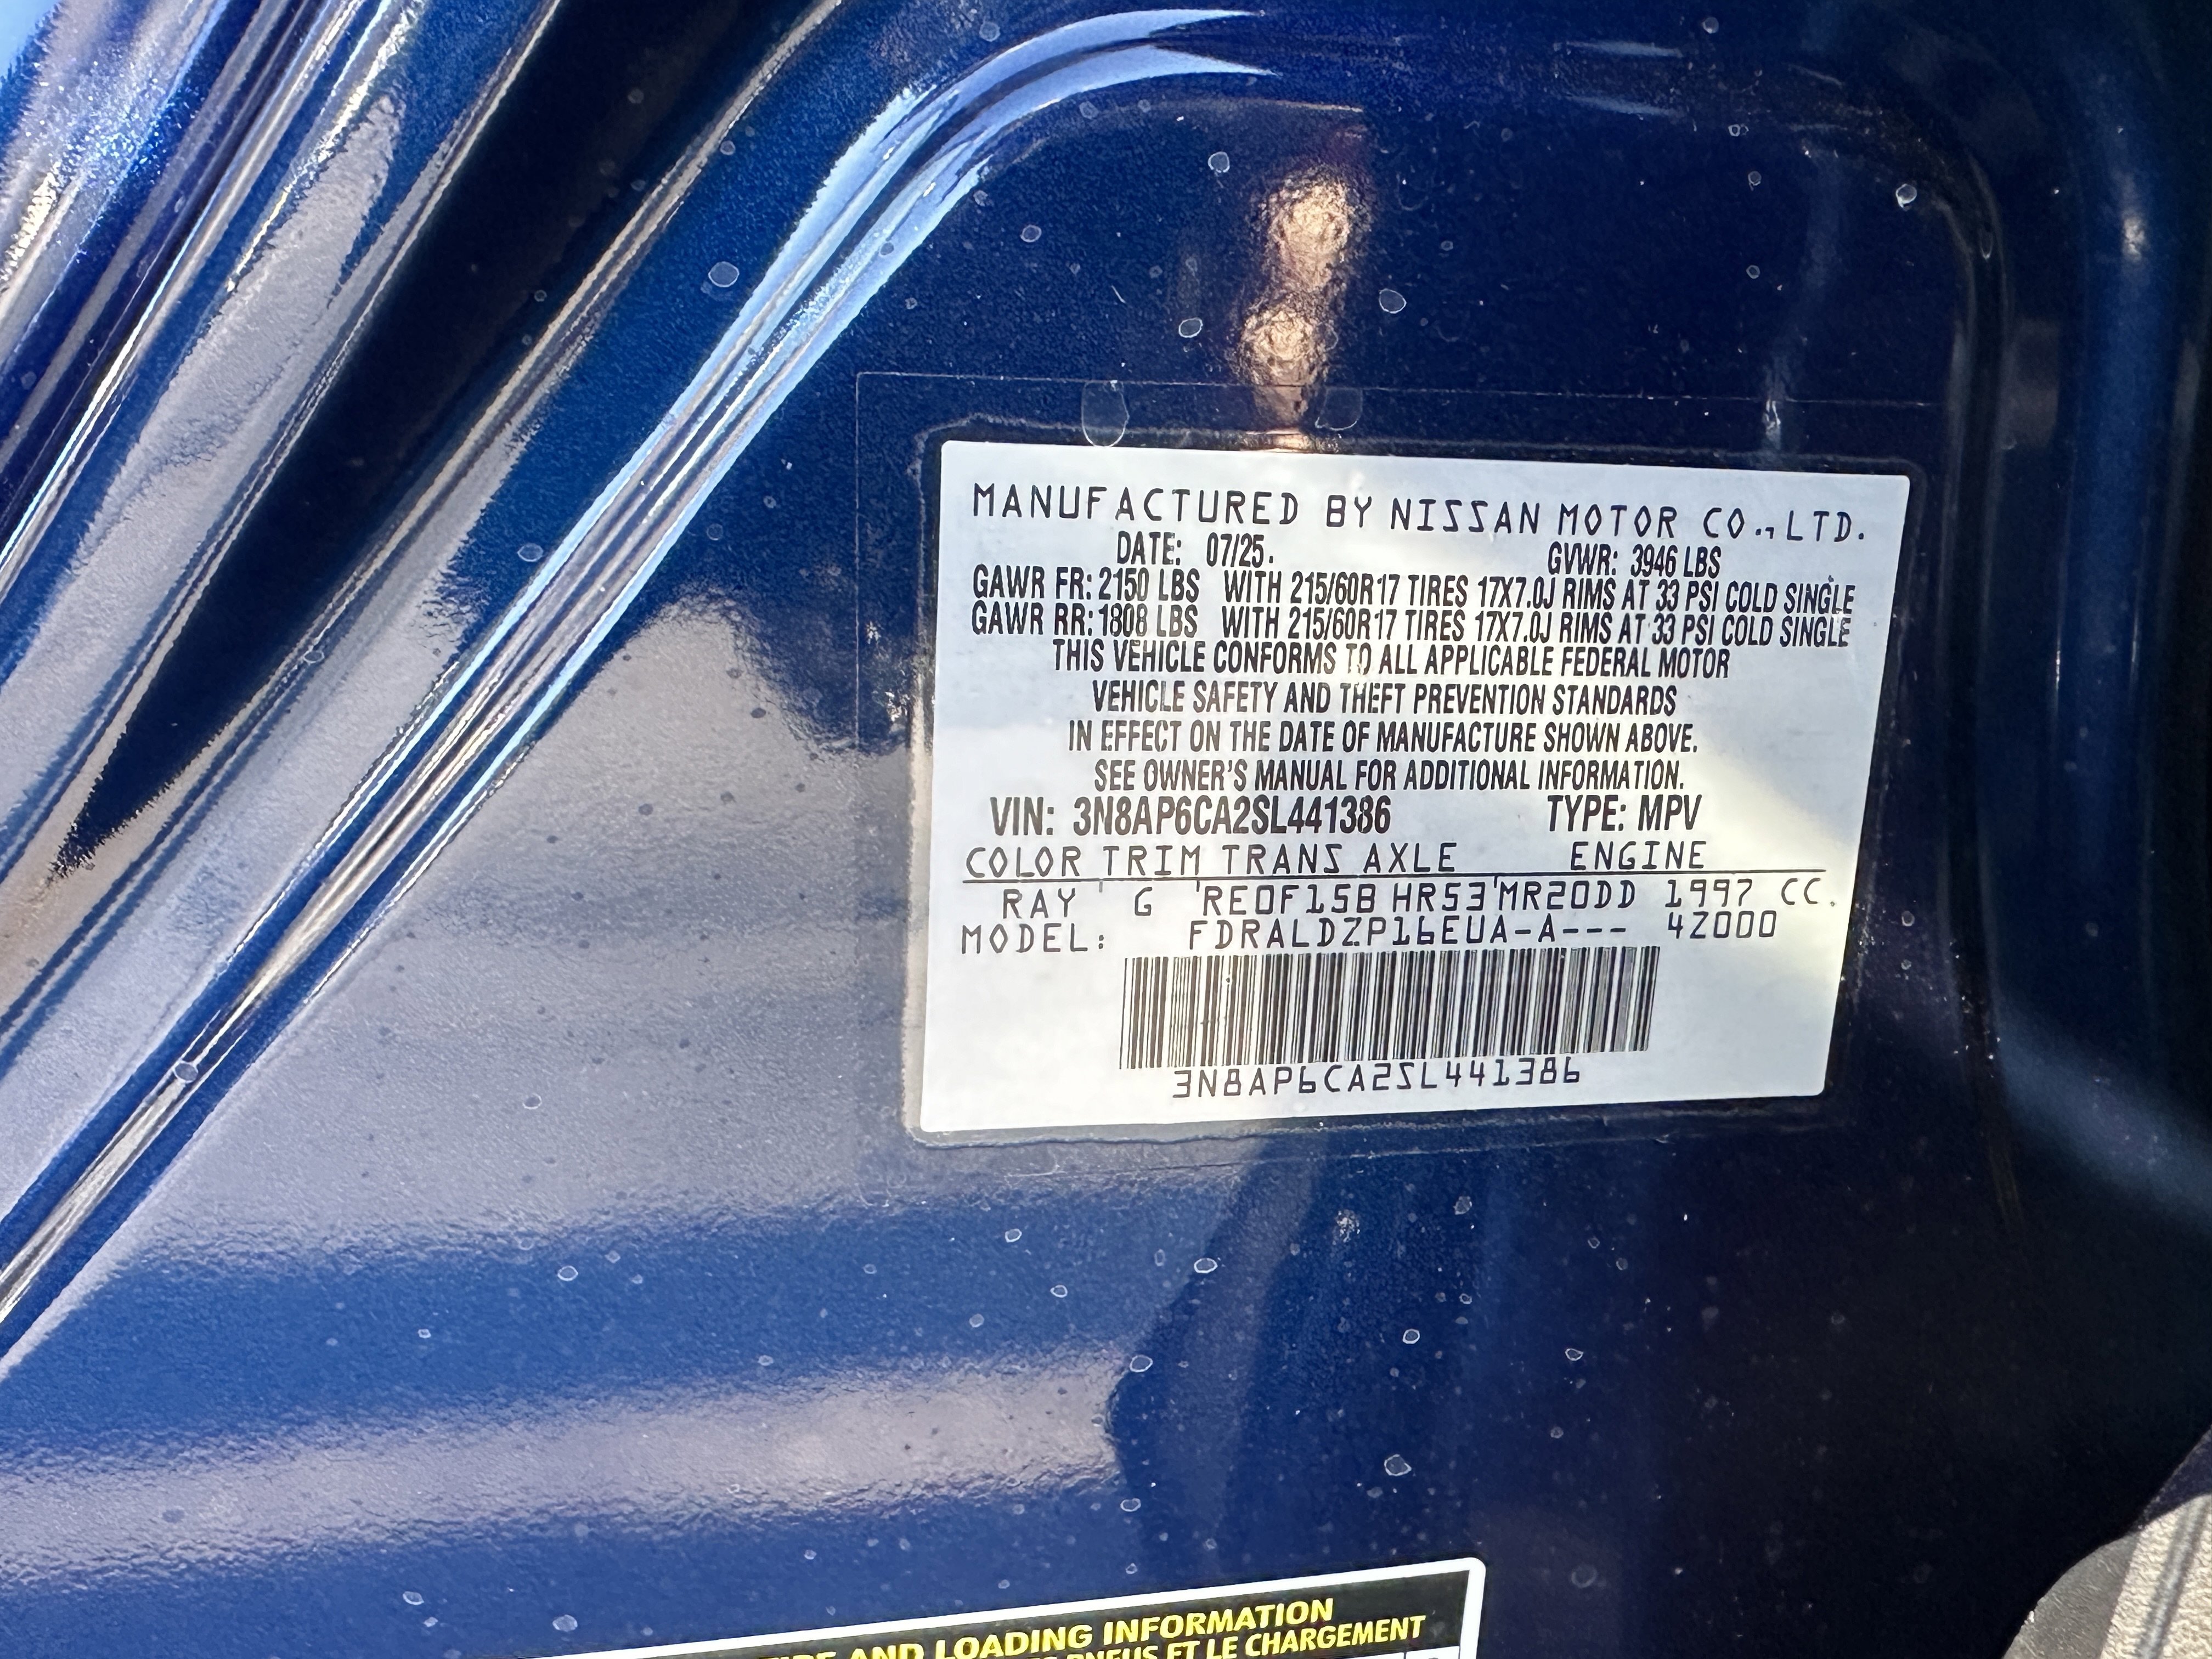 MANUFACTURED BY NISSAN MOTOR CO., LTD.
DATE: 07/25. GVWR: 3946 LBS
GAWR FR: 2150 LBS WITH 215/60R17 TIRES 17X7.0J RIMS AT 33 PSI COLD SINGLE
GAWR RR: 1808 LBS WITH 215/60R17 TIRES 17X7.0J RIMS AT 33 PSI COLD SINGLE
THIS VEHICLE CONFORMS TO ALL APPLICABLE FEDERAL MOTOR
VEHICLE SAFETY AND THEFT PREVENTION STANDARDS
IN EFFECT ON THE DATE OF MANUFACTURE SHOWN ABOVE.
SEE OWNER'S MANUAL FOR ADDITIONAL INFORMATION.
VIN: 3N8AP6CA2SL441386 TYPE: MPV
COLOR TRIM TRANS AXLE ENGINE
RAY G RE0F15B HR53 MR20DD 1997 CC.
MODEL: FDRALDZP16EUA-A--- 4Z000
3N8AP6CA2SL441386
AND LOADING INFORMATION
PNEUS ET LE CHARGEMENT